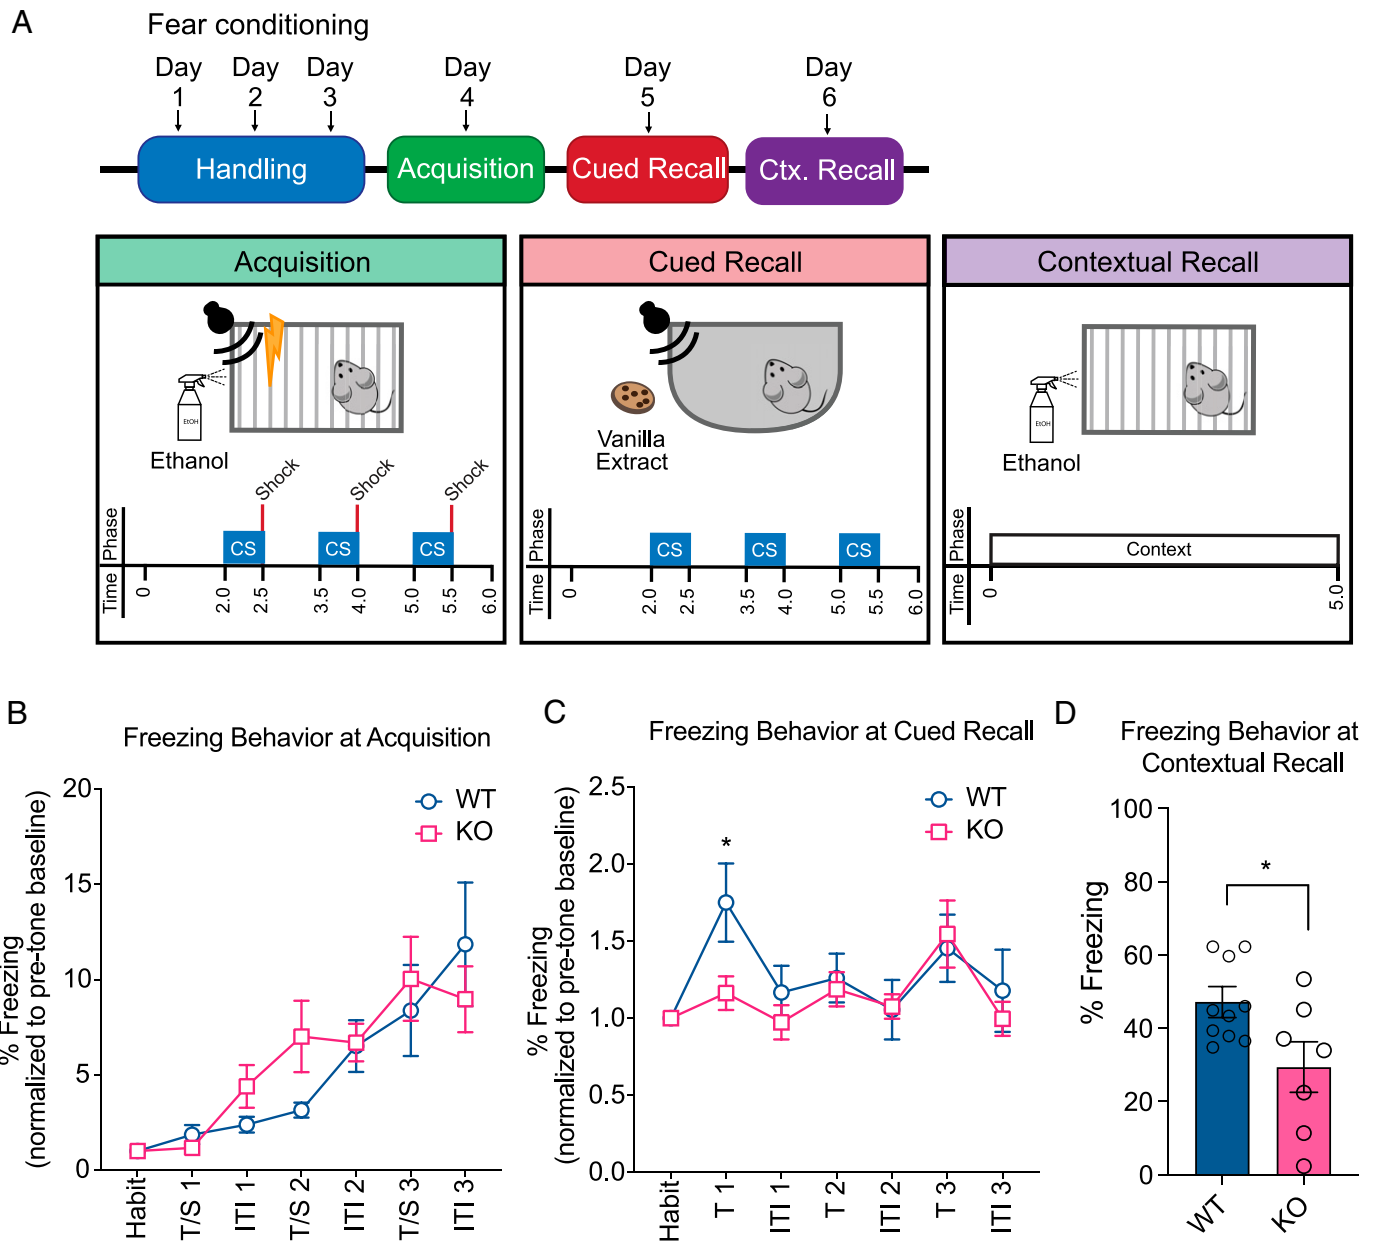 A
Fear conditioning
Day 1
Day 2
Day 3
Day 4
Day 5
Day 6
Handling
Acquisition
Cued Recall
Ctx. Recall
Acquisition
EtOH
Ethanol
Shock
Shock
Shock
Phase
CS
CS
CS
Time
0
2.0
2.5
3.5
4.0
5.0
5.5
6.0
Cued Recall
Vanilla
Extract
Phase
CS
CS
CS
Time
0
2.0
2.5
3.5
4.0
5.0
5.5
6.0
Contextual Recall
EtOH
Ethanol
Phase
Context
Time
0
5.0
B
Freezing Behavior at Acquisition
% Freezing
(normalized to pre-tone baseline)
20
15
10
5
0
WT
KO
Habit
T/S 1
ITI 1
T/S 2
ITI 2
T/S 3
ITI 3
C
Freezing Behavior at Cued Recall
% Freezing
(normalized to pre-tone baseline)
2.5
2.0
1.5
1.0
0.5
0.0
*
WT
KO
Habit
T 1
ITI 1
T 2
ITI 2
T 3
ITI 3
D
Freezing Behavior at
Contextual Recall
% Freezing
100
80
60
40
20
0
*
WT
KO